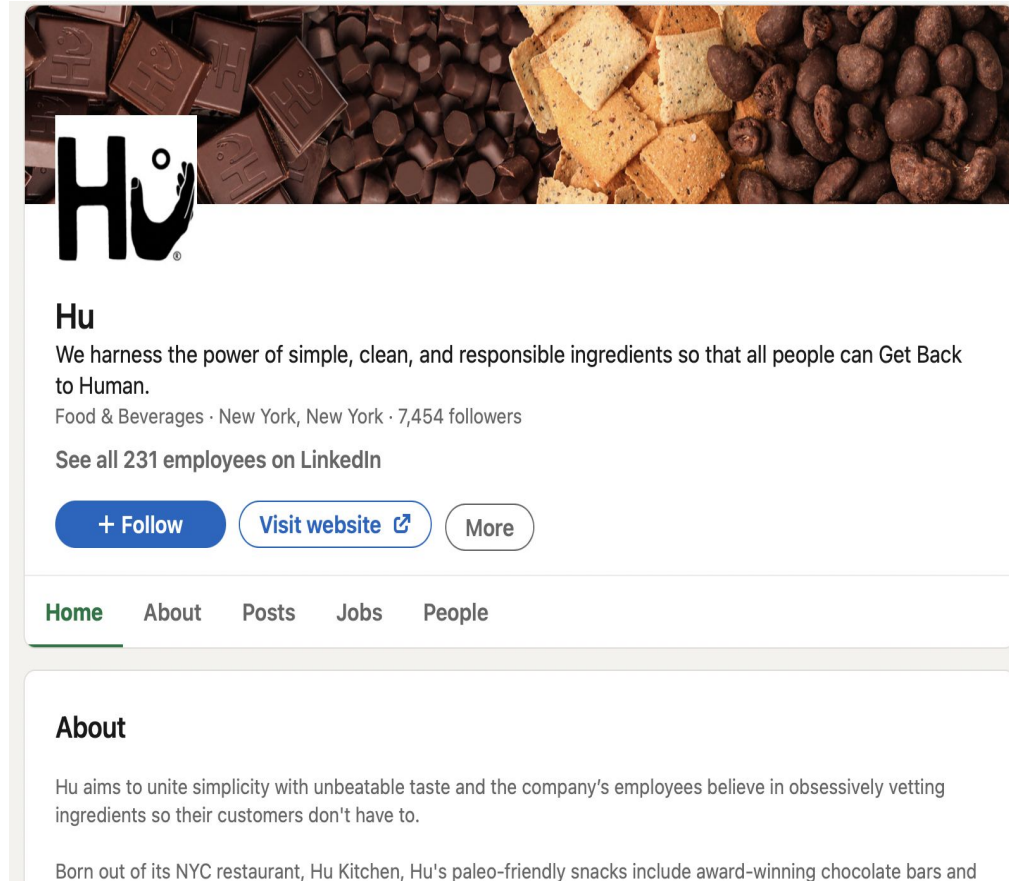 Hu
®
Hu
We harness the power of simple, clean, and responsible ingredients so that all people can Get Back
to Human.
Food & Beverages · New York, New York · 7,454 followers
See all 231 employees on LinkedIn
+ Follow
Visit website
More
Home
About
Posts
Jobs
People
About
Hu aims to unite simplicity with unbeatable taste and the company’s employees believe in obsessively vetting
ingredients so their customers don't have to.
Born out of its NYC restaurant, Hu Kitchen, Hu's paleo-friendly snacks include award-winning chocolate bars and